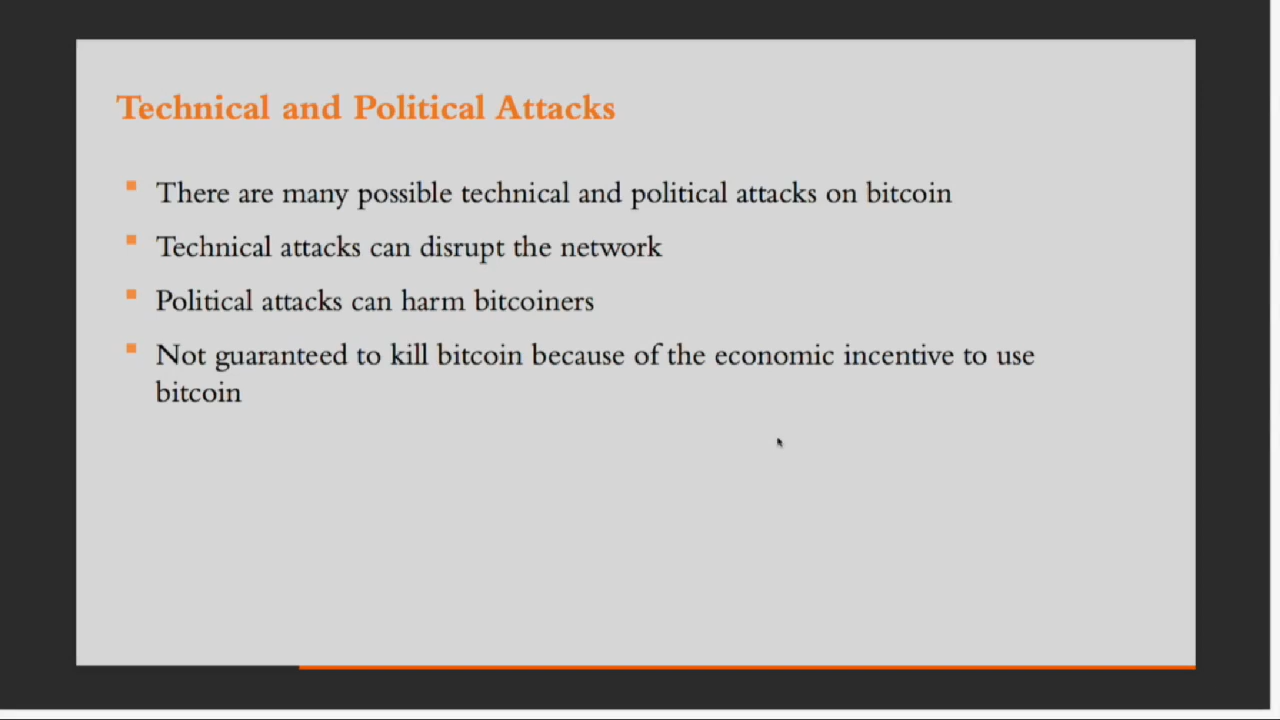 Technical and Political Attacks
There are many possible technical and political attacks on bitcoin
Technical attacks can disrupt the network
Political attacks can harm bitcoiners
Not guaranteed to kill bitcoin because of the economic incentive to use
bitcoin